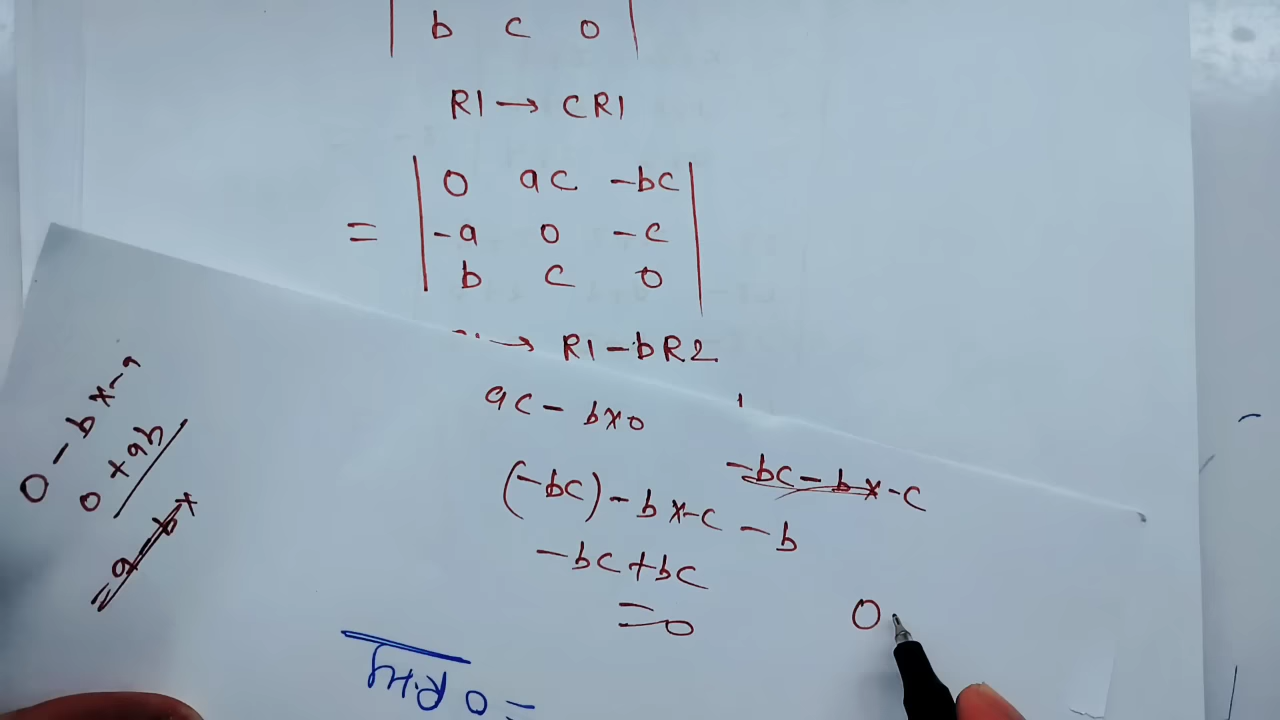 b c 0
R1 → CR1
0 ac -bc
= -a 0 -c
b c 0
→ R1 - bR2
ac - b×0
-bc - b×-c
(-bc) - b×-c - b
-bc + bc
= 0
0
0 - b×-a
0 + ab
= 0 R.H